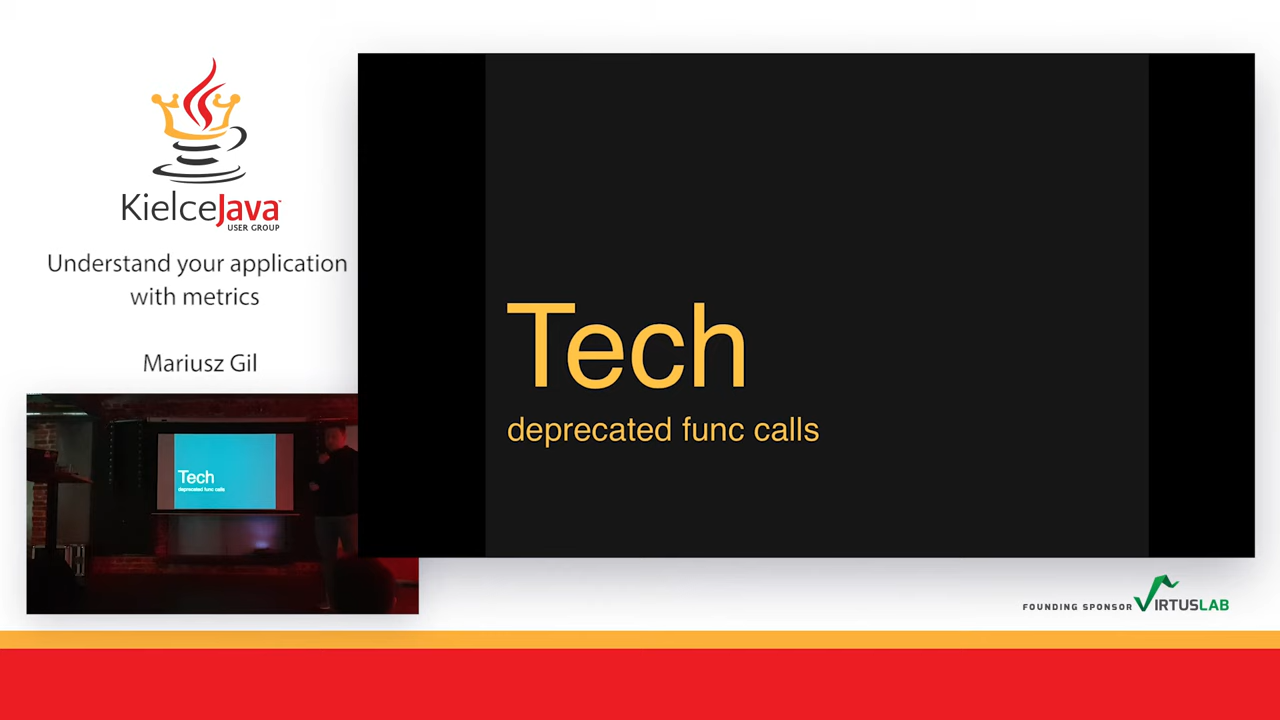 KielceJava
USER GROUP
Understand your application
with metrics
Mariusz Gil
Tech
deprecated func calls
Tech
deprecated func calls
FOUNDING SPONSOR VIRTUSLAB